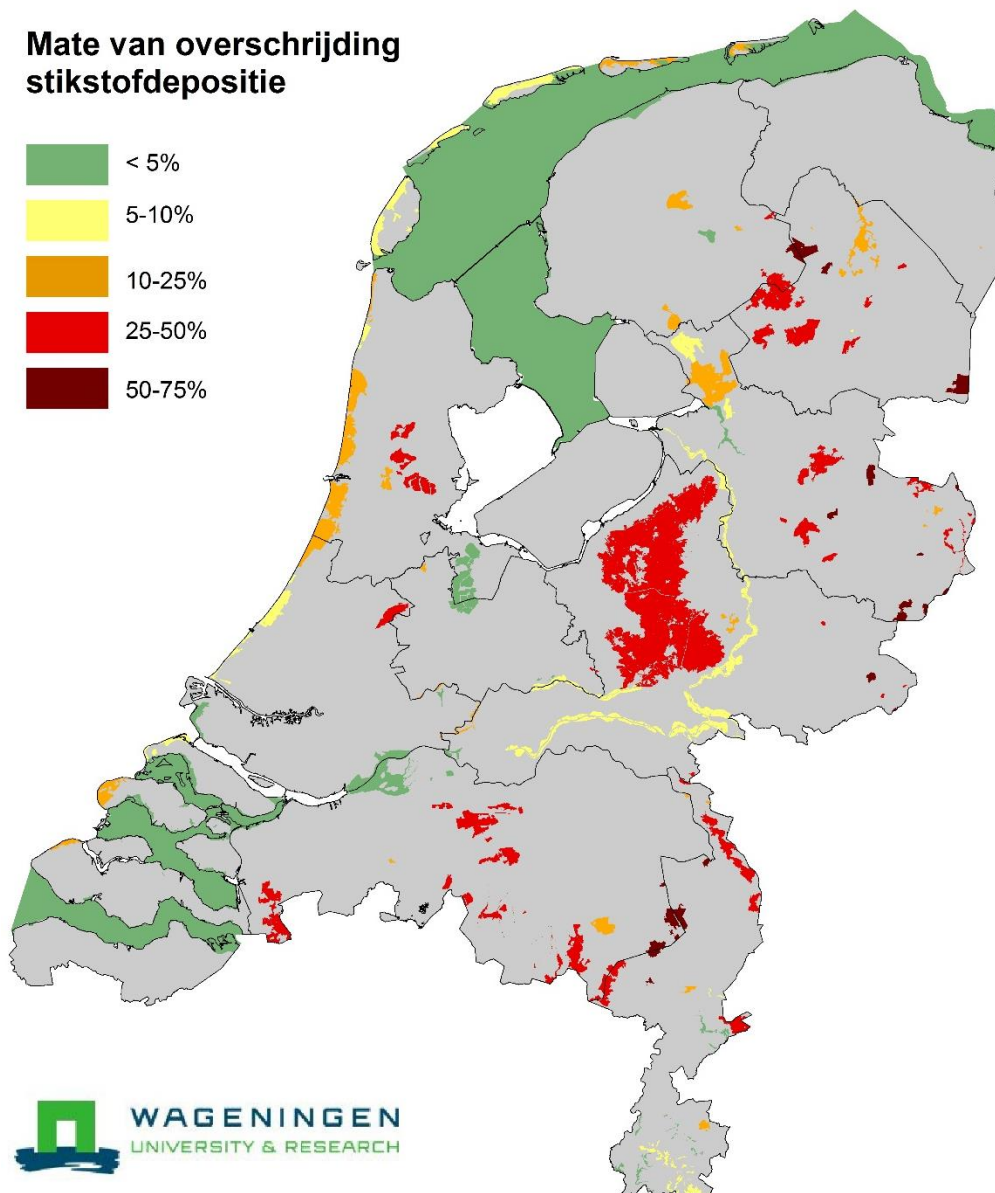 Mate van overschrijding
stikstofdepositie
< 5%
5-10%
10-25%
25-50%
50-75%
WAGENINGEN
UNIVERSITY & RESEARCH